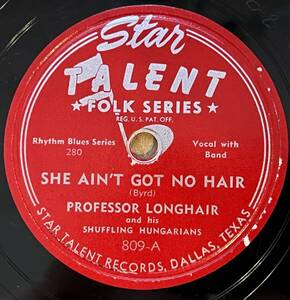 Star
TALENT
★ FOLK SERIES ★
REG. U. S. PAT. OFF.
Rhythm Blues Series
280
Vocal with
Band
SHE AIN'T GOT NO HAIR
(Byrd)
PROFESSOR LONGHAIR
and his
SHUFFLING HUNGARIANS
809-A
STAR TALENT RECORDS, DALLAS, TEXAS